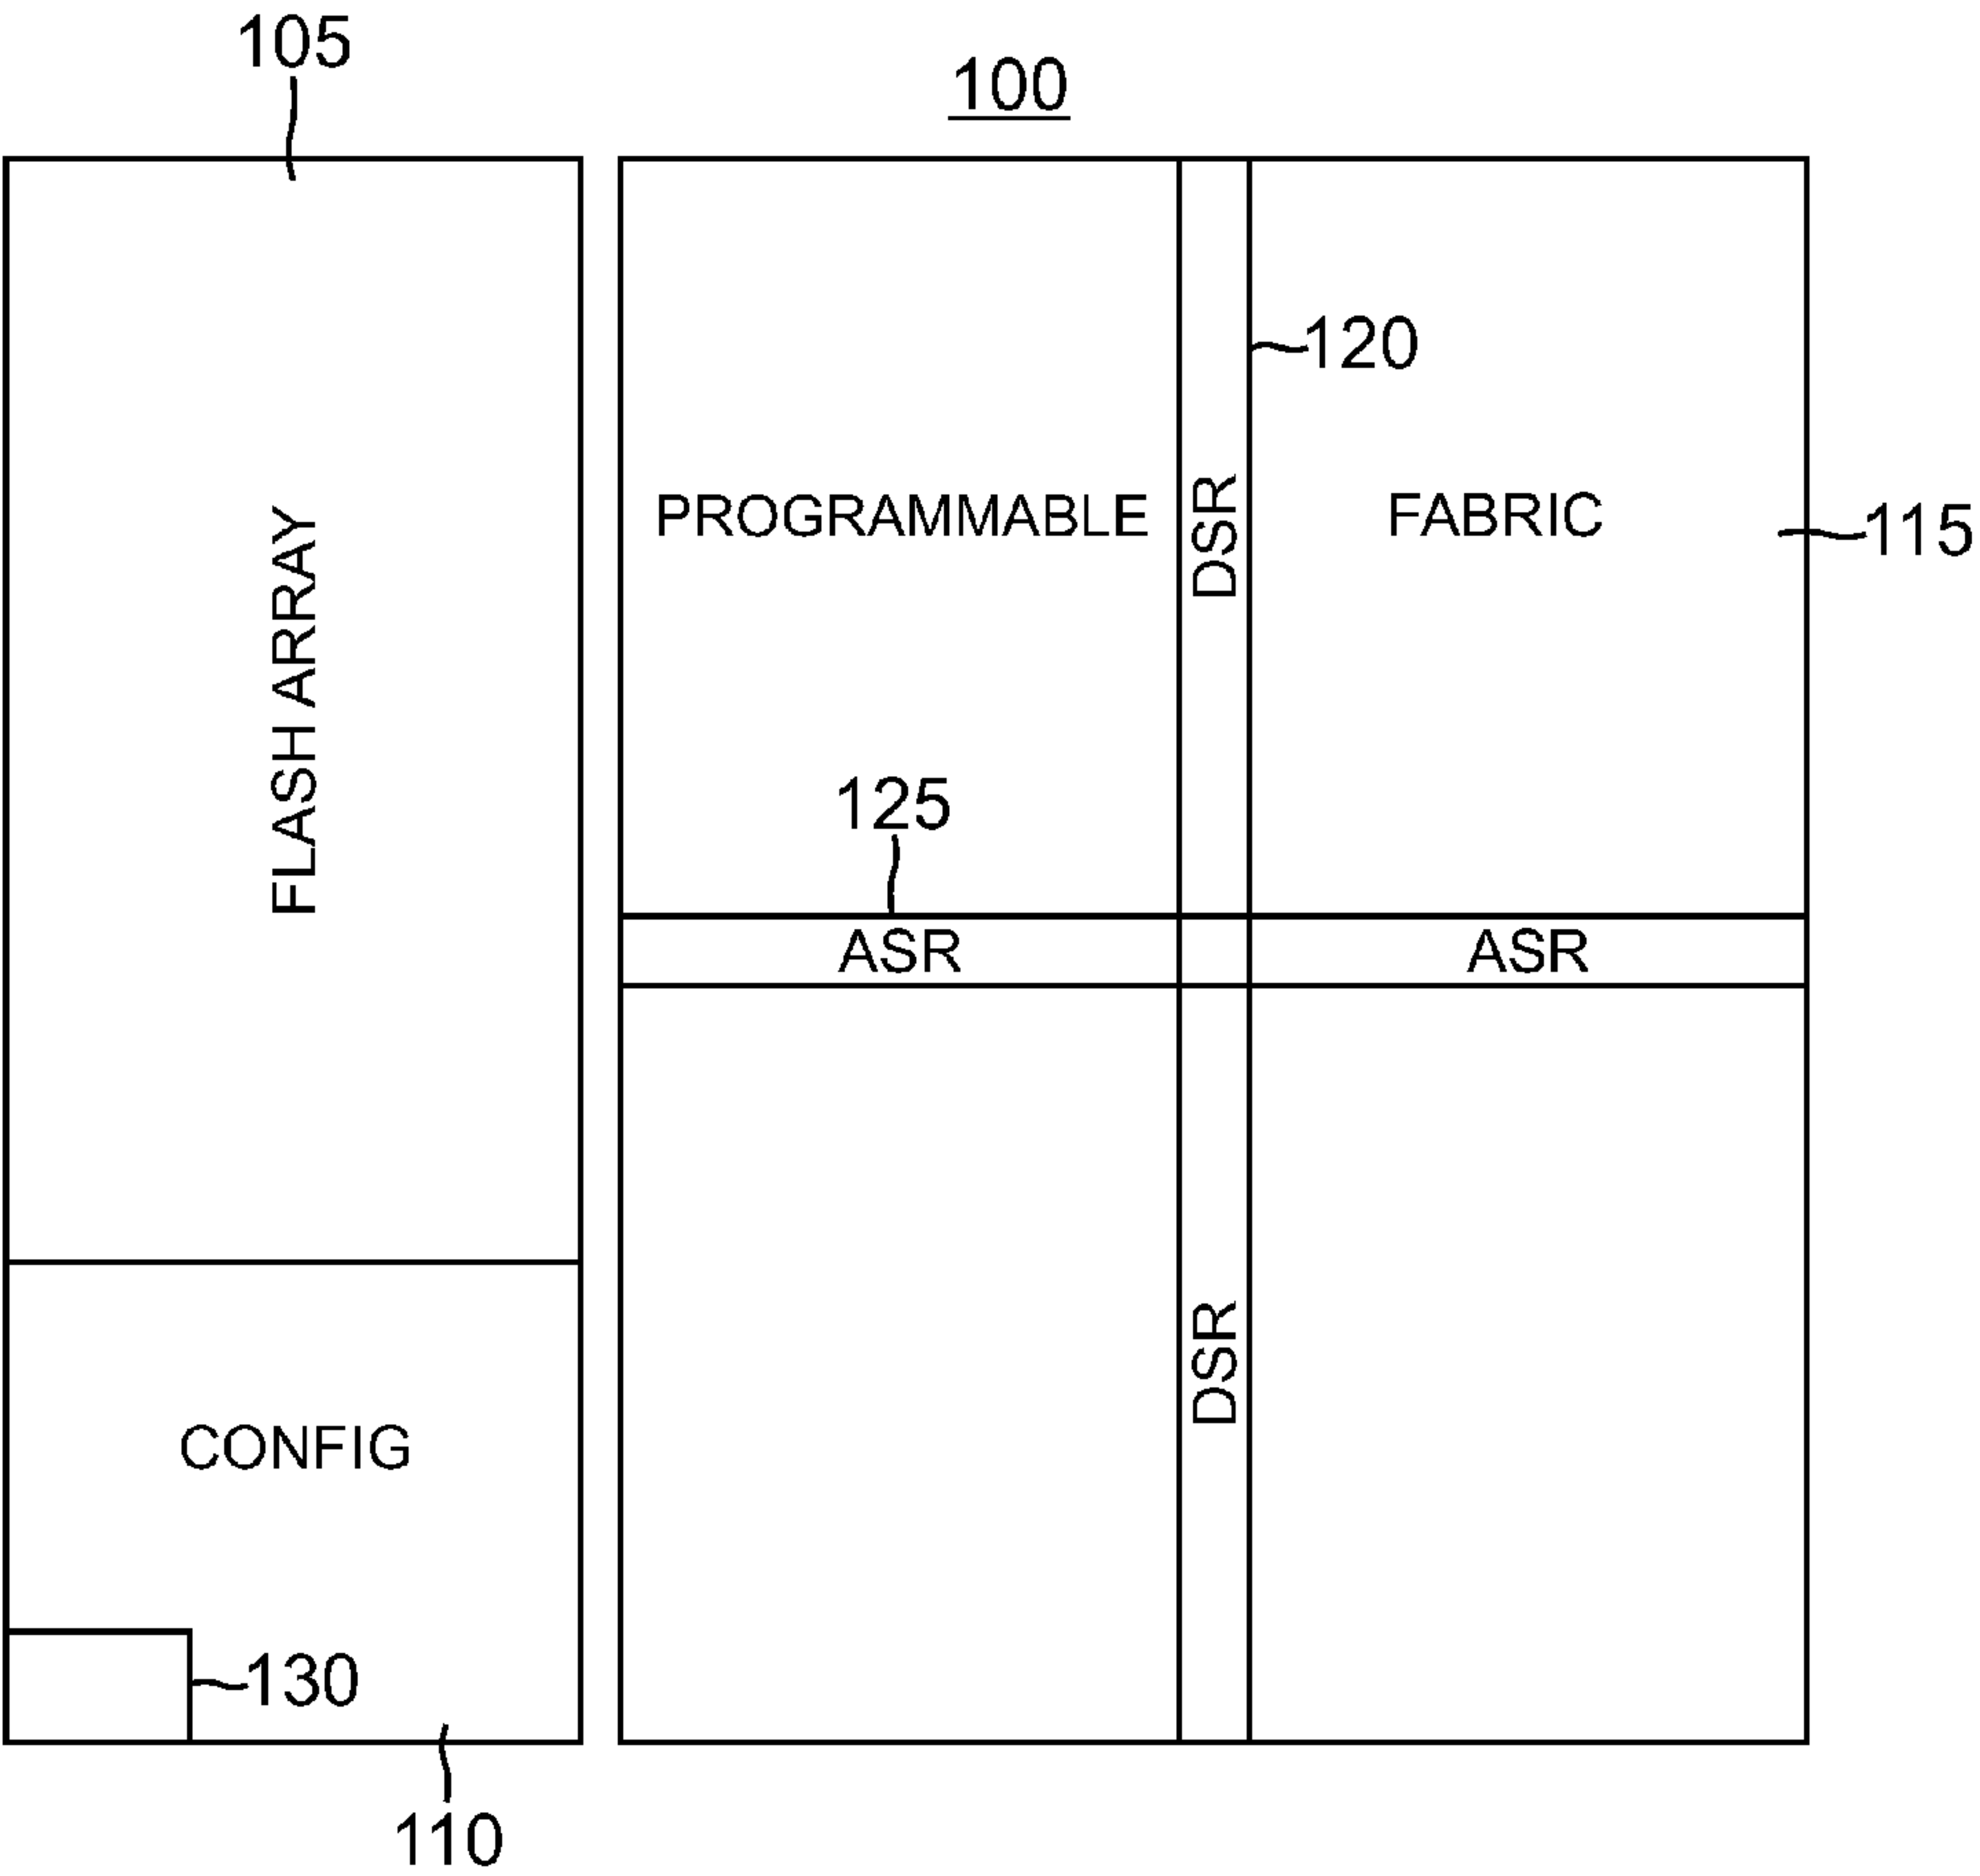 105
100
120
PROGRAMMABLE
DSR
FABRIC
115
FLASH ARRAY
125
ASR
ASR
DSR
CONFIG
130
110